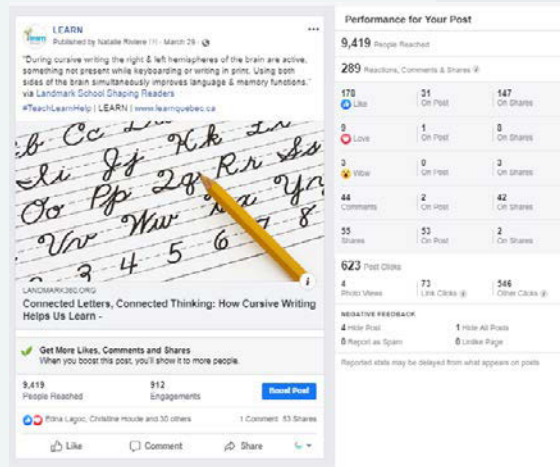 LEARN
Published by Natalie Riviere [?] · March 29 ·
"During cursive writing the right & left hemispheres of the brain are active,
something not present while keyboarding or writing in print. Using both
sides of the brain simultaneously improves language & memory functions."
via Landmark School Shaping Readers
#TeachLearnHelp | LEARN | www.learnquebec.ca
b Cc
Ii Jj Kk
Oo Pp 2q Rr Ss
Vv Ww
3 4 5 6 7 8
LANDMARK360.ORG
Connected Letters, Connected Thinking: How Cursive Writing
Helps Us Learn -
Get More Likes, Comments and Shares
When you boost this post, you'll show it to more people.
9,419 912
People Reached Engagements
Boost Post
Edna Lagoc, Christine Houde and 30 others 1 Comment 53 Shares
Like Comment Share
Performance for Your Post
9,419 People Reached
289 Reactions, Comments & Shares
178 31 147
Like On Post On Shares
9 1 8
Love On Post On Shares
3 0 3
Wow On Post On Shares
44 2 42
Comments On Post On Shares
55 53 2
Shares On Post On Shares
623 Post Clicks
4 73 546
Photo Views Link Clicks Other Clicks
NEGATIVE FEEDBACK
4 Hide Post 1 Hide All Posts
0 Report as Spam 0 Unlike Page
Reported stats may be delayed from what appears on posts